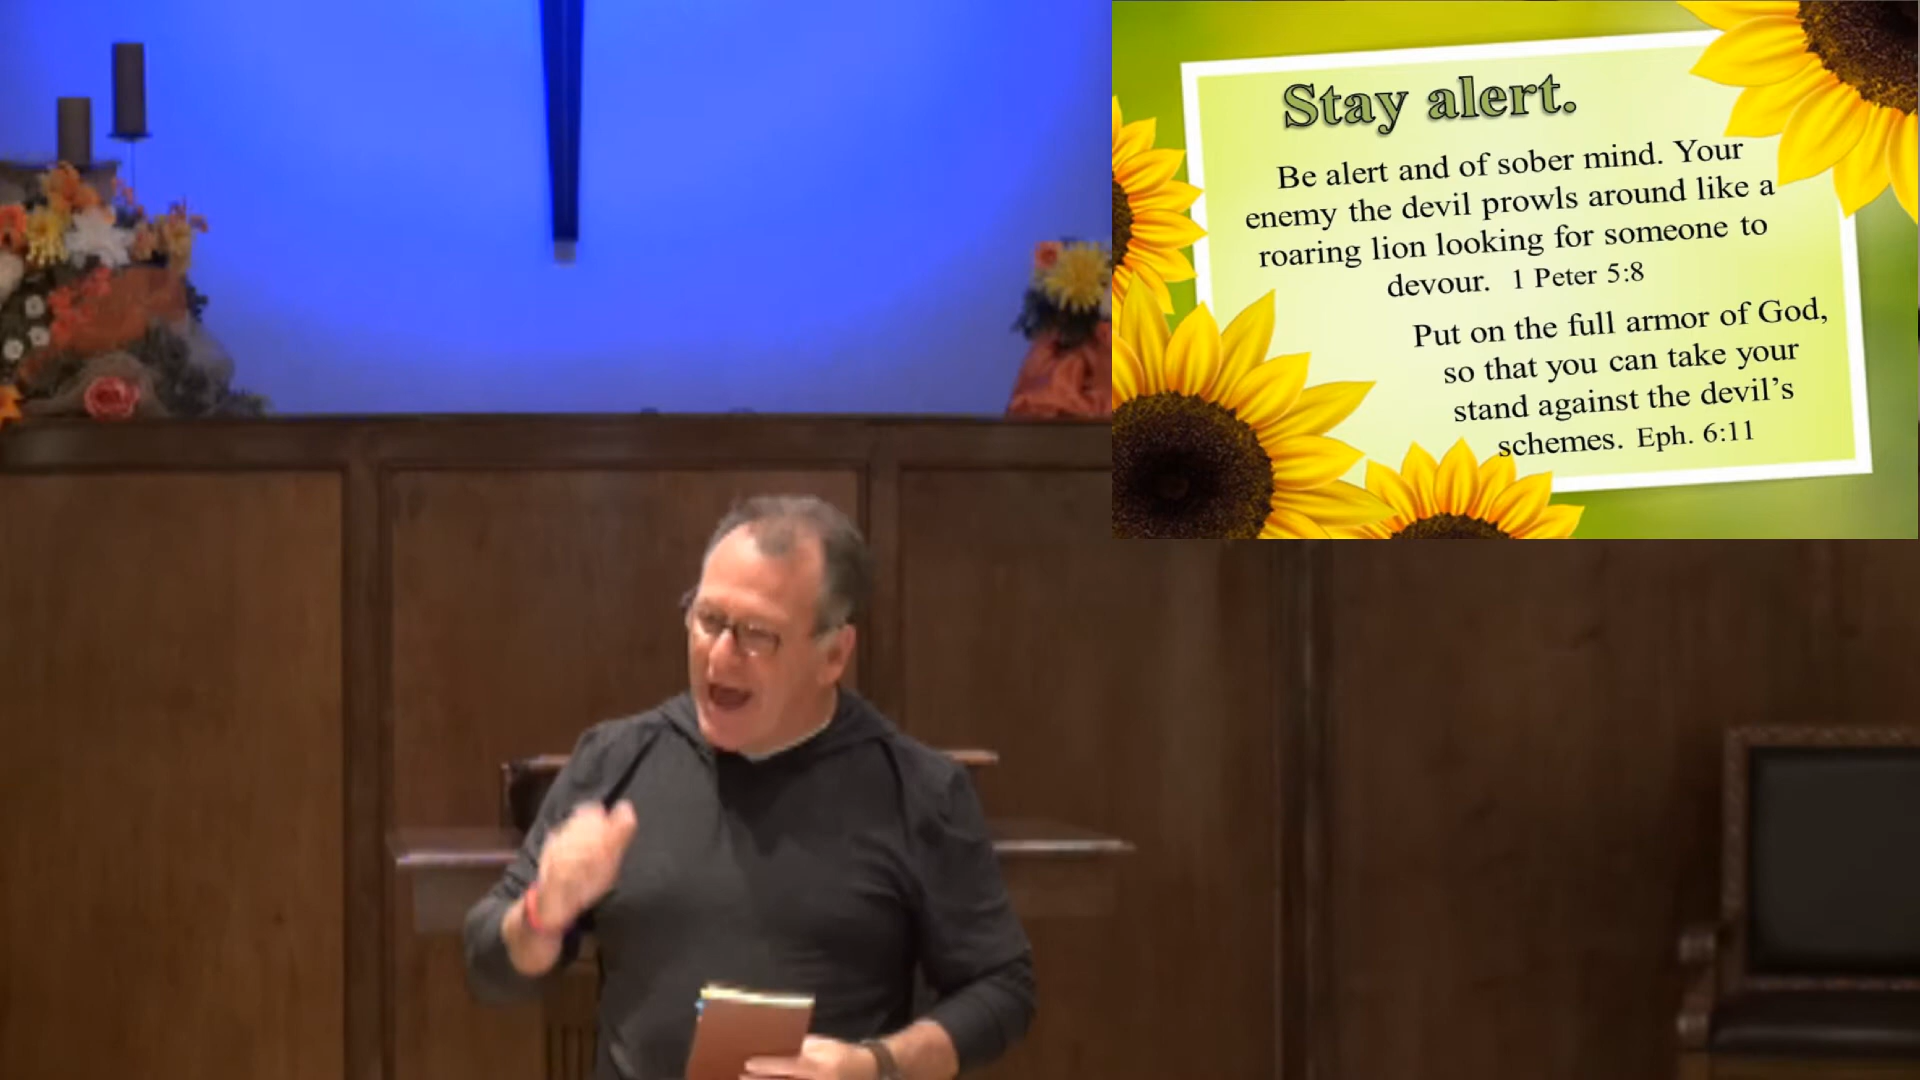 Stay alert.
Be alert and of sober mind. Your
enemy the devil prowls around like a
roaring lion looking for someone to
devour. 1 Peter 5:8
Put on the full armor of God,
so that you can take your
stand against the devil’s
schemes. Eph. 6:11